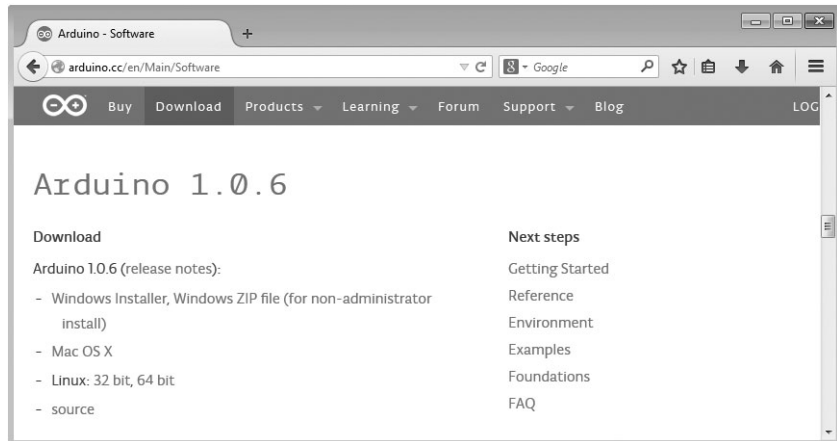 Arduino - Software
arduino.cc/en/Main/Software
Google
Buy Download Products Learning Forum Support Blog LOG
Arduino 1.0.6
Download
Arduino 1.0.6 (release notes):
- Windows Installer, Windows ZIP file (for non-administrator
install)
- Mac OS X
- Linux: 32 bit, 64 bit
- source
Next steps
Getting Started
Reference
Environment
Examples
Foundations
FAQ